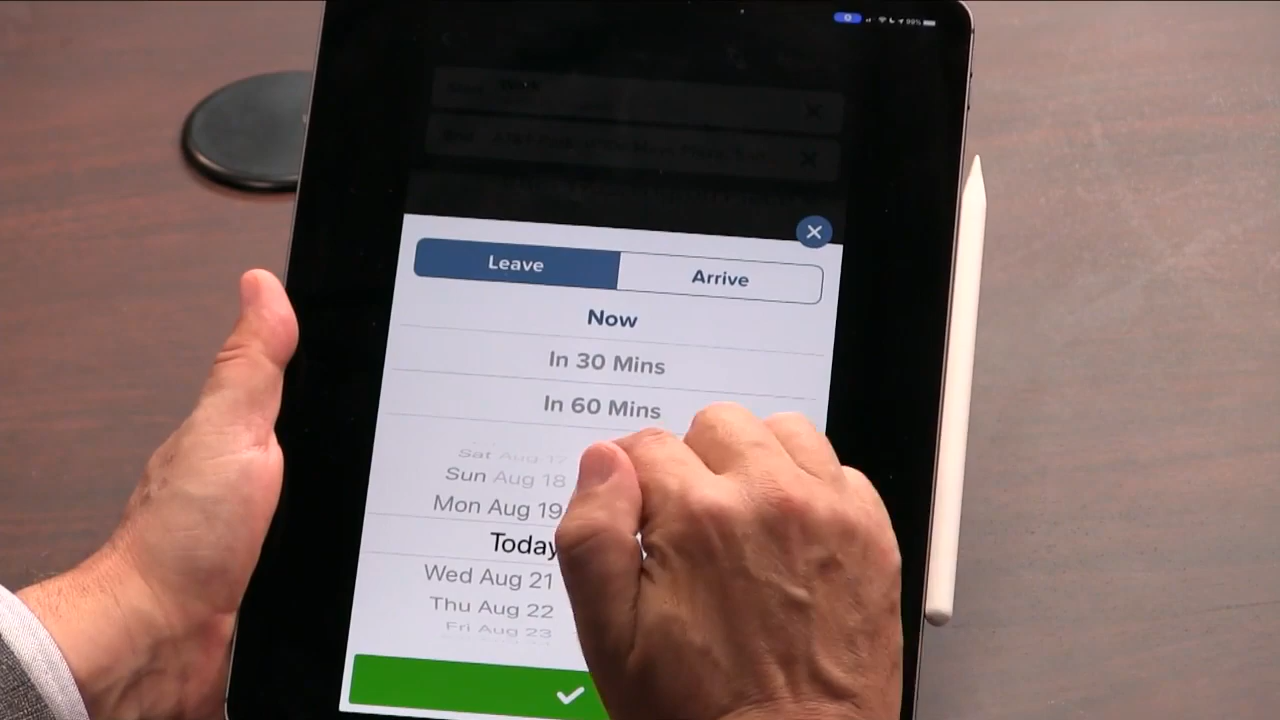 99%
Leave
Arrive
Now
In 30 Mins
In 60 Mins
Sat Aug 17
Sun Aug 18
Mon Aug 19
Today
Wed Aug 21
Thu Aug 22
Fri Aug 23